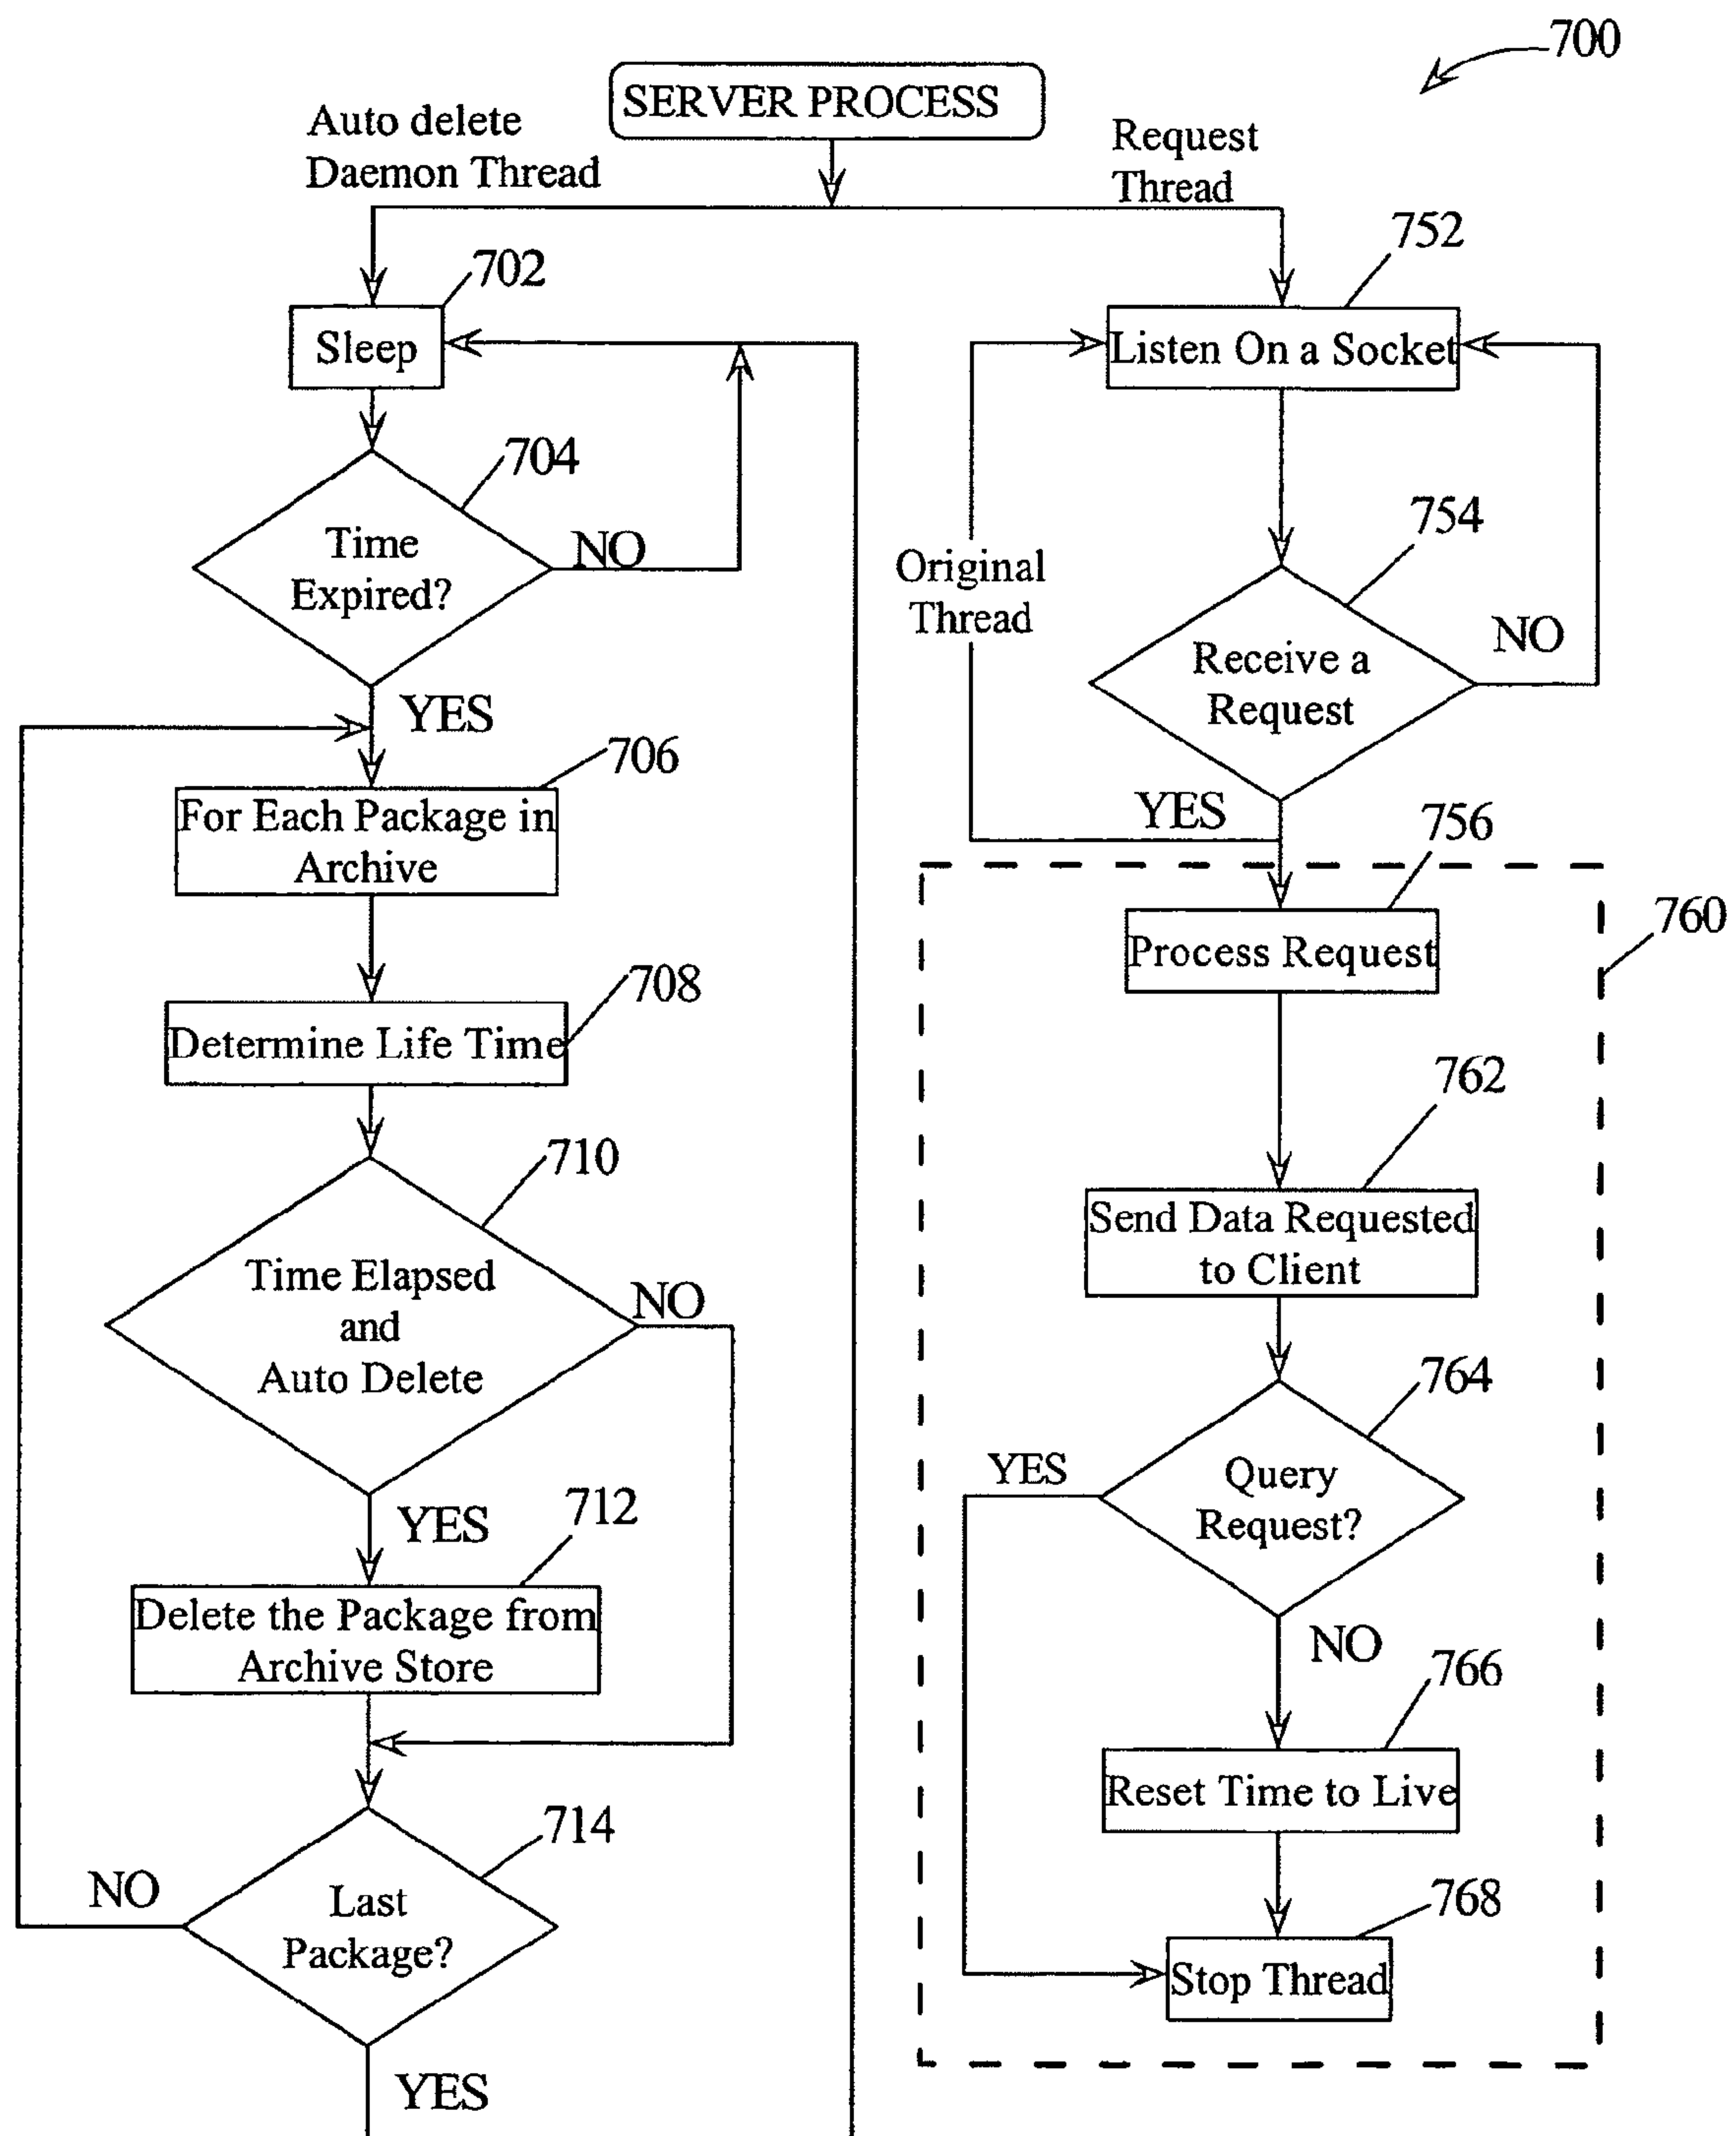 700
SERVER PROCESS
Auto delete
Daemon Thread
Request
Thread
702
Sleep
704
Time
Expired?
NO
YES
706
For Each Package in
Archive
708
Determine Life Time
710
Time Elapsed
and
Auto Delete
NO
YES
712
Delete the Package from
Archive Store
714
Last
Package?
NO
YES
752
Listen On a Socket
754
Receive a
Request
NO
Original
Thread
YES
756
Process Request
760
762
Send Data Requested
to Client
764
Query
Request?
YES
NO
766
Reset Time to Live
768
Stop Thread